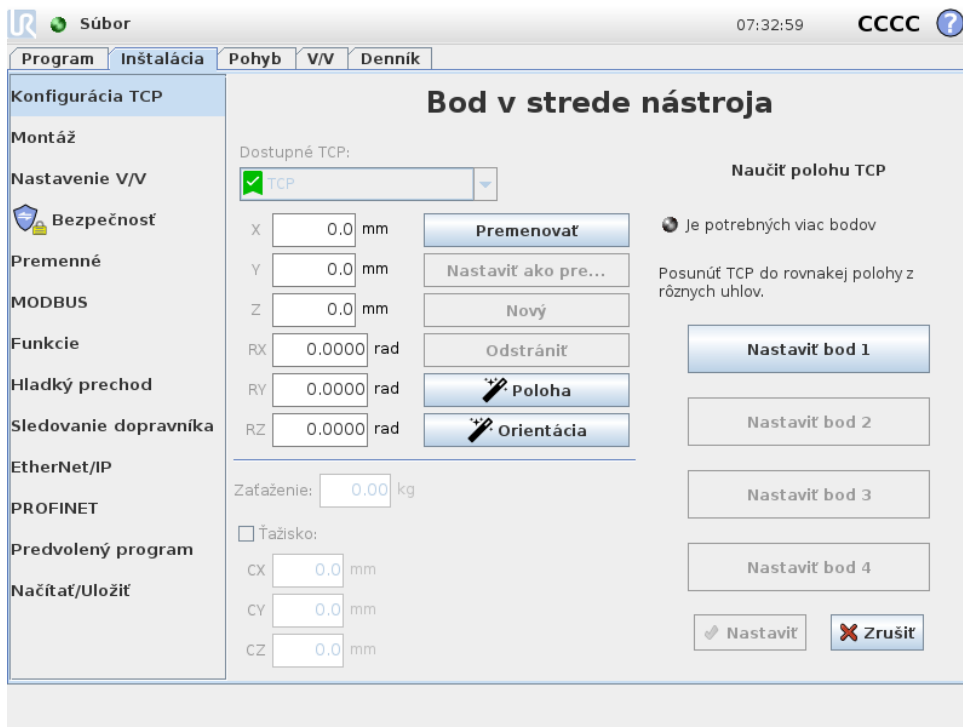 UR Súbor 07:32:59 CCCC ?
Program Inštalácia Pohyb V/V Denník
Konfigurácia TCP
Montáž
Nastavenie V/V
Bezpečnosť
Premenné
MODBUS
Funkcie
Hladký prechod
Sledovanie dopravníka
EtherNet/IP
PROFINET
Predvolený program
Načítať/Uložiť
Bod v strede nástroja
Dostupné TCP:
TCP
X 0.0 mm Premenovať
Y 0.0 mm Nastaviť ako pre...
Z 0.0 mm Nový
RX 0.0000 rad Odstrániť
RY 0.0000 rad Poloha
RZ 0.0000 rad Orientácia
Zaťaženie: 0.00 kg
Ťažisko:
CX 0.0 mm
CY 0.0 mm
CZ 0.0 mm
Naučiť polohu TCP
Je potrebných viac bodov
Posunúť TCP do rovnakej polohy z
rôznych uhlov.
Nastaviť bod 1
Nastaviť bod 2
Nastaviť bod 3
Nastaviť bod 4
Nastaviť Zrušiť